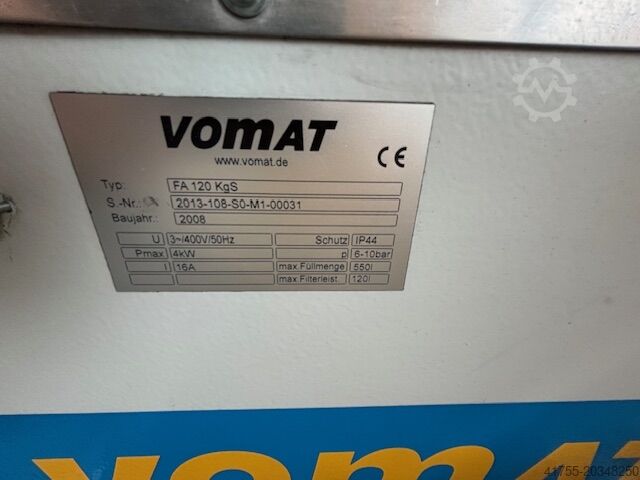 VOMAT
www.vomat.de
CE
Typ: FA 120 KgS
S.-Nr.: 2013-108-S0-M1-00031
Baujahr: 2008
U 3~/400V/50Hz Schutz IP44
Pmax 4kW p 6-10bar
I 16A max.Füllmenge 550l
max.Filterleist. 120l
VOMAT
41755-20348250